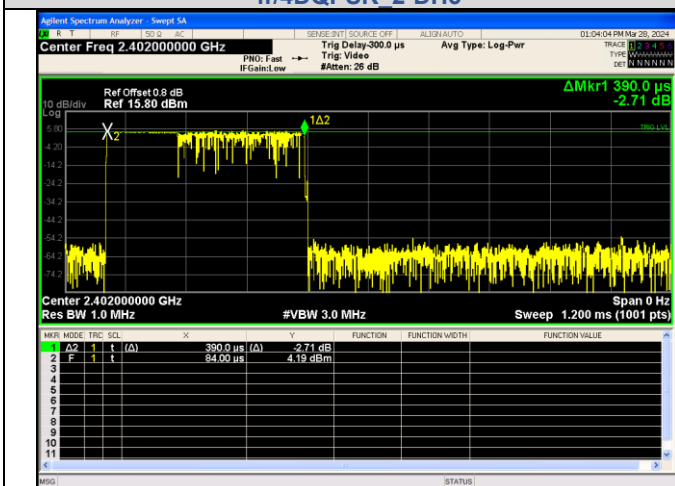 Agilent Spectrum Analyzer - Swept SA
R T RF 50 Ω AC SENSE:INT SOURCE OFF ALIGNAUTO 01:04:04 PM Mar 28, 2024
Center Freq 2.402000000 GHz
PNO: Fast
IFGain:Low
Trig Delay-300.0 µs
Trig: Video
#Atten: 26 dB
Avg Type: Log-Pwr
TRACE 1 2 3 4 5 6
TYPE
DET N N N N N N
Ref Offset 0.8 dB
Ref 15.80 dBm
10 dB/div
Log
ΔMkr1 390.0 µs
-2.71 dB
5.80
-4.20
-14.2
-24.2
-34.2
-44.2
-54.2
-64.2
-74.2
X2
1Δ2
TRIG LVL
Center 2.402000000 GHz Span 0 Hz
Res BW 1.0 MHz #VBW 3.0 MHz Sweep 1.200 ms (1001 pts)
MKR MODE TRC SCL X Y FUNCTION FUNCTION WIDTH FUNCTION VALUE
1 Δ2 1 t (Δ) 390.0 µs (Δ) -2.71 dB
2 F 1 t 84.00 µs 4.19 dBm
3
4
5
6
7
8
9
10
11
MSG STATUS